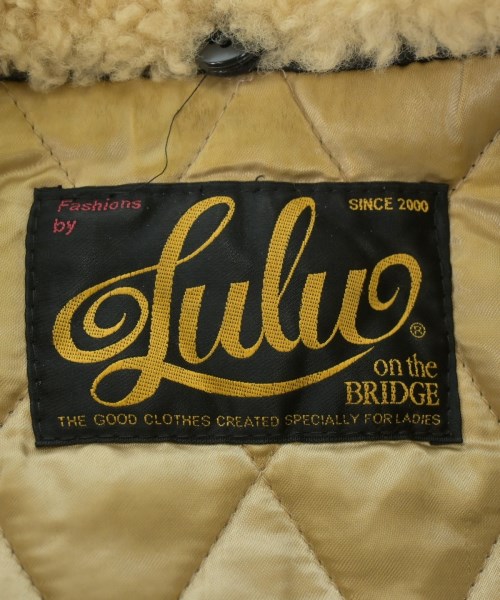 Fashions
by
SINCE 2000
Lulu®
on the
BRIDGE
THE GOOD CLOTHES CREATED SPECIALLY FOR LADIES